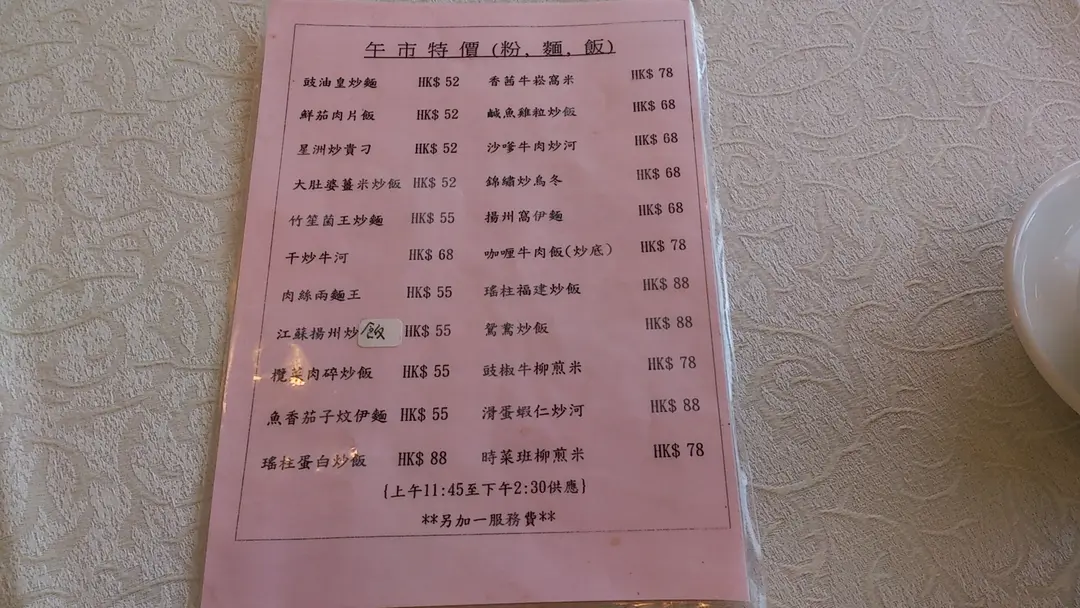 午市特價(粉,麵,飯)
豉油皇炒麵 HK$ 52 香茜牛崧窩米 HK$ 78
鮮茄肉片飯 HK$ 52 鹹魚雞粒炒飯 HK$ 68
星洲炒貴刁 HK$ 52 沙嗲牛肉炒河 HK$ 68
大肚婆薑米炒飯 HK$ 52 錦繡炒烏冬 HK$ 68
竹笙菌王炒麵 HK$ 55 揚州窩伊麵 HK$ 68
干炒牛河 HK$ 68 咖喱牛肉飯(炒底) HK$ 78
肉絲兩麵王 HK$ 55 瑤柱福建炒飯 HK$ 88
江蘇揚州炒飯 HK$ 55 鴛鴦炒飯 HK$ 88
欖菜肉碎炒飯 HK$ 55 豉椒牛柳煎米 HK$ 78
魚香茄子炆伊麵 HK$ 55 滑蛋蝦仁炒河 HK$ 88
瑤柱蛋白炒飯 HK$ 88 時菜班柳煎米 HK$ 78
{上午11:45至下午2:30供應}
**另加一服務費**